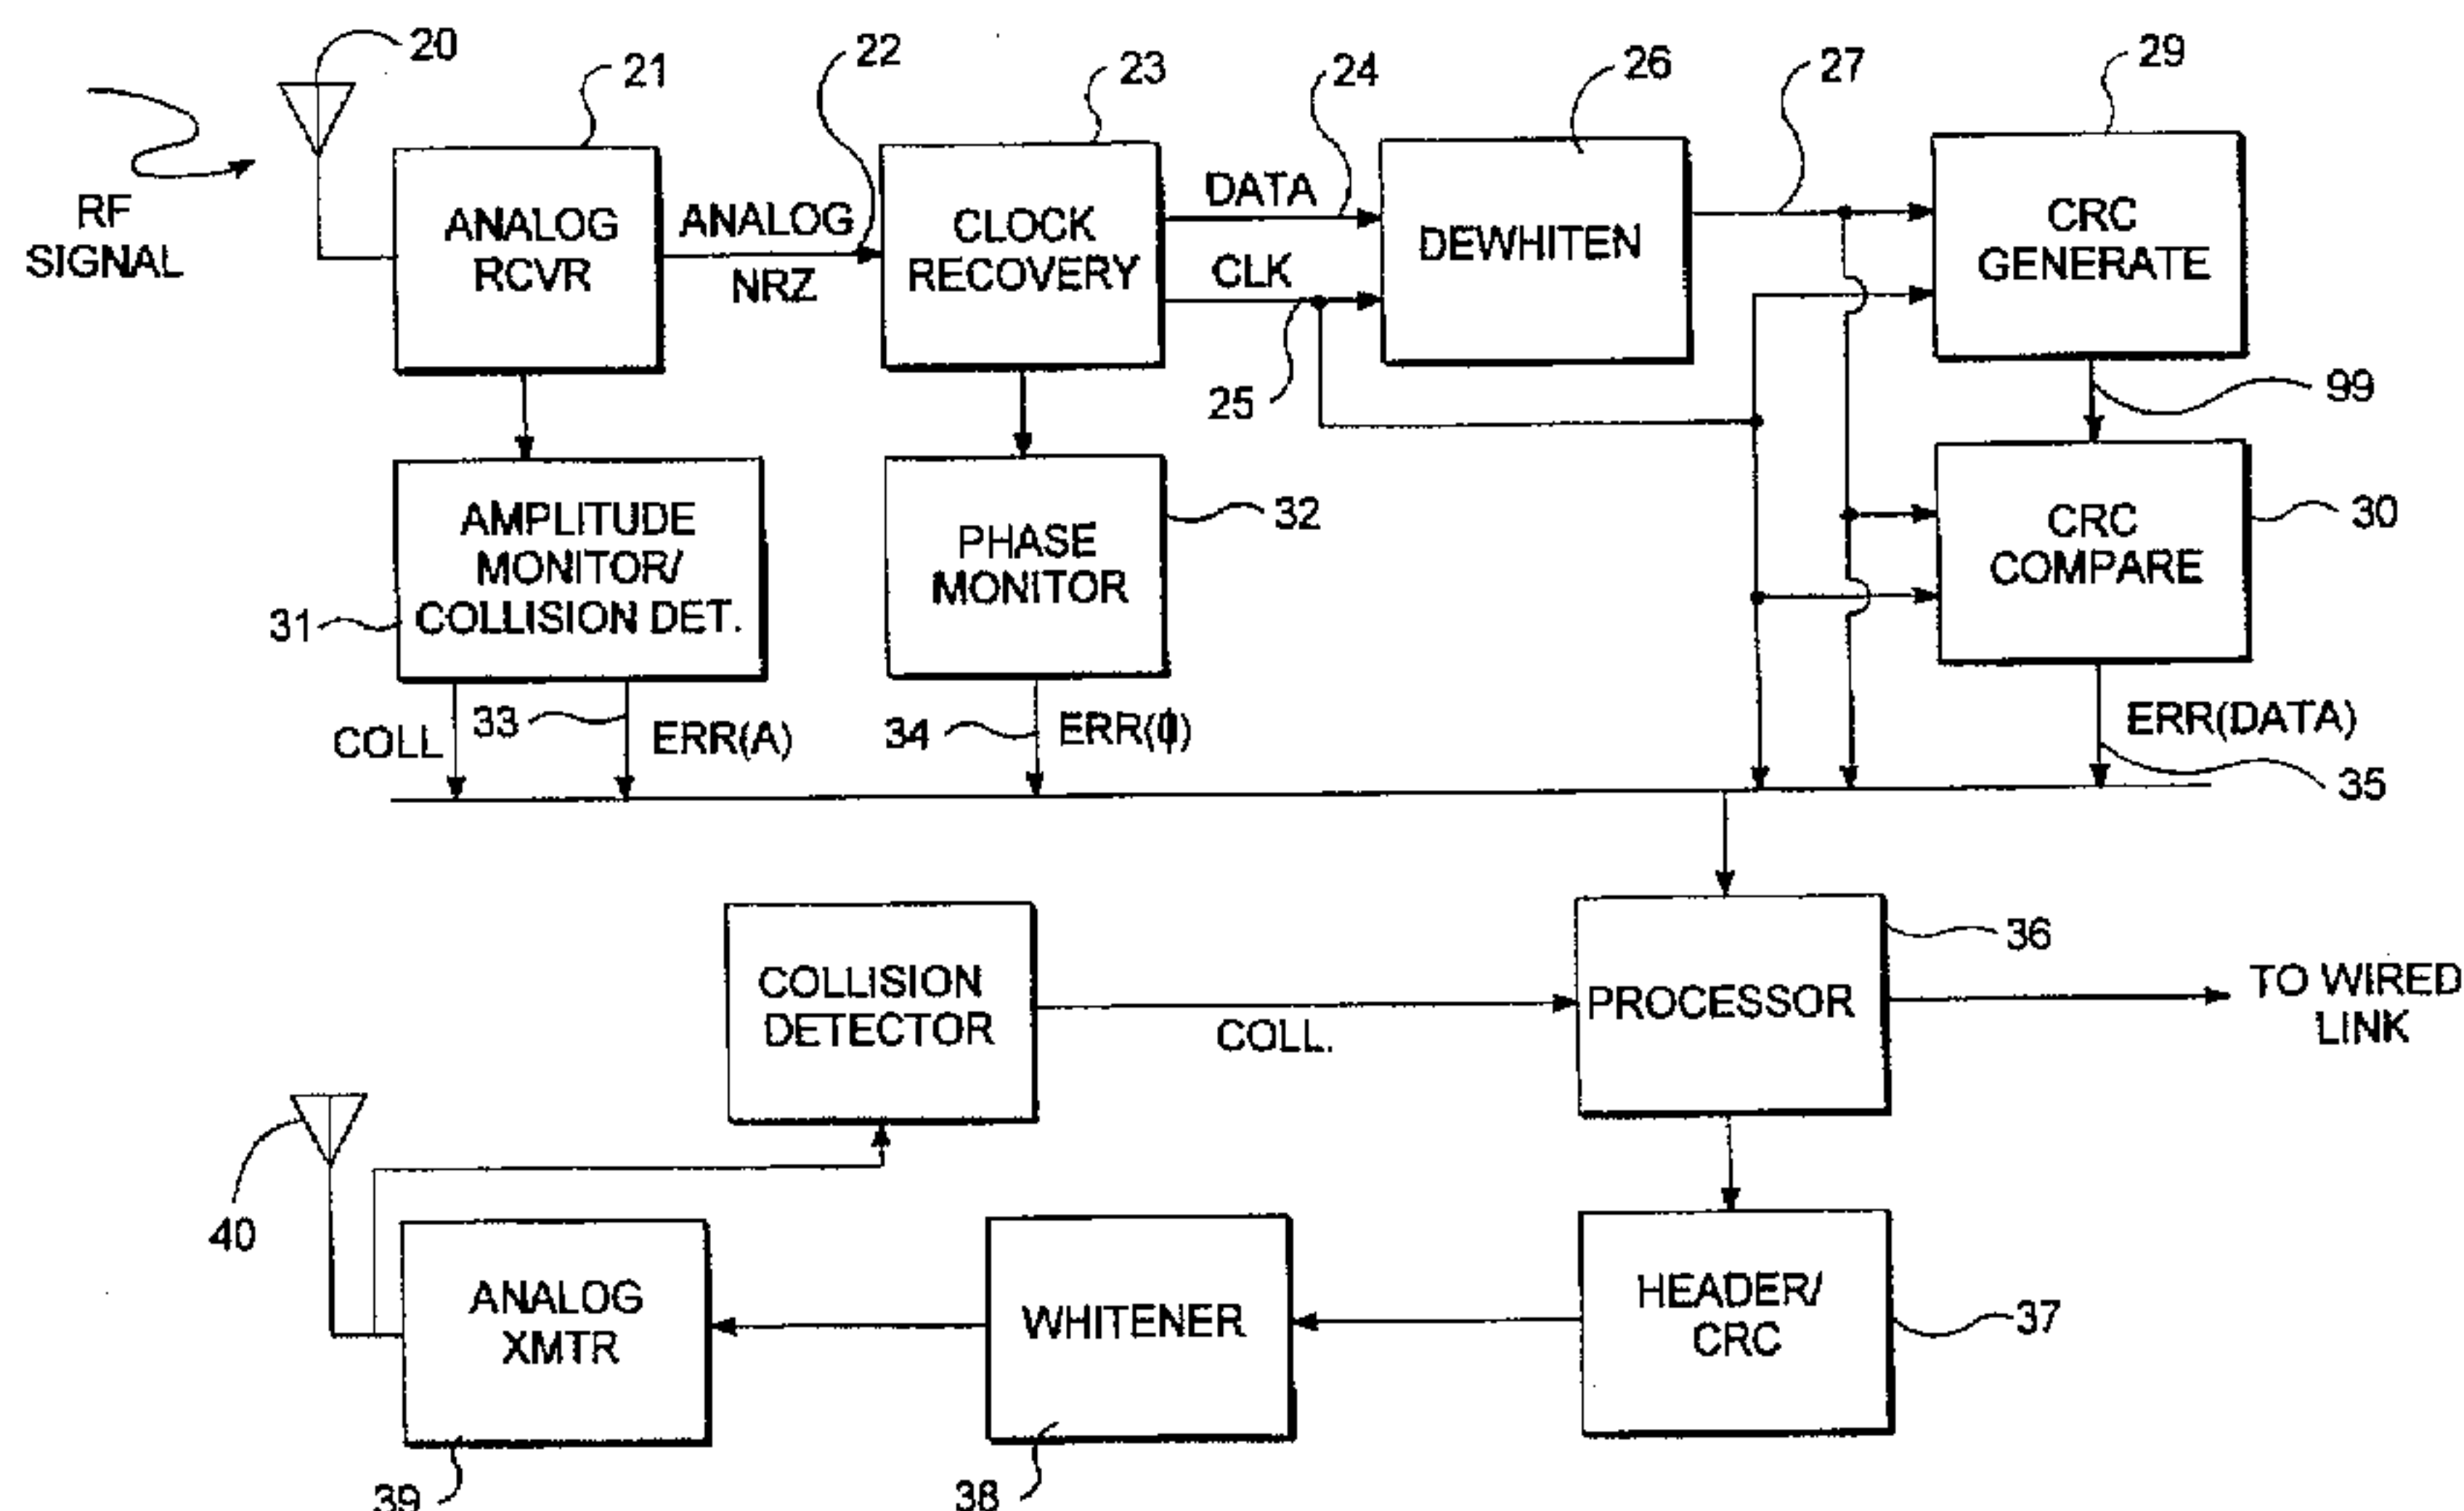 20
21
22
23
24
26
27
29
RF
SIGNAL
ANALOG
RCVR
ANALOG
NRZ
CLOCK
RECOVERY
DATA
CLK
25
DEWHITEN
CRC
GENERATE
99
AMPLITUDE
MONITOR/
COLLISION DET.
31
PHASE
MONITOR
32
CRC
COMPARE
30
COLL
33
ERR(A)
34
ERR(ϕ)
ERR(DATA)
35
COLLISION
DETECTOR
COLL.
PROCESSOR
36
TO WIRED
LINK
40
ANALOG
XMTR
39
WHITENER
38
HEADER/
CRC
37